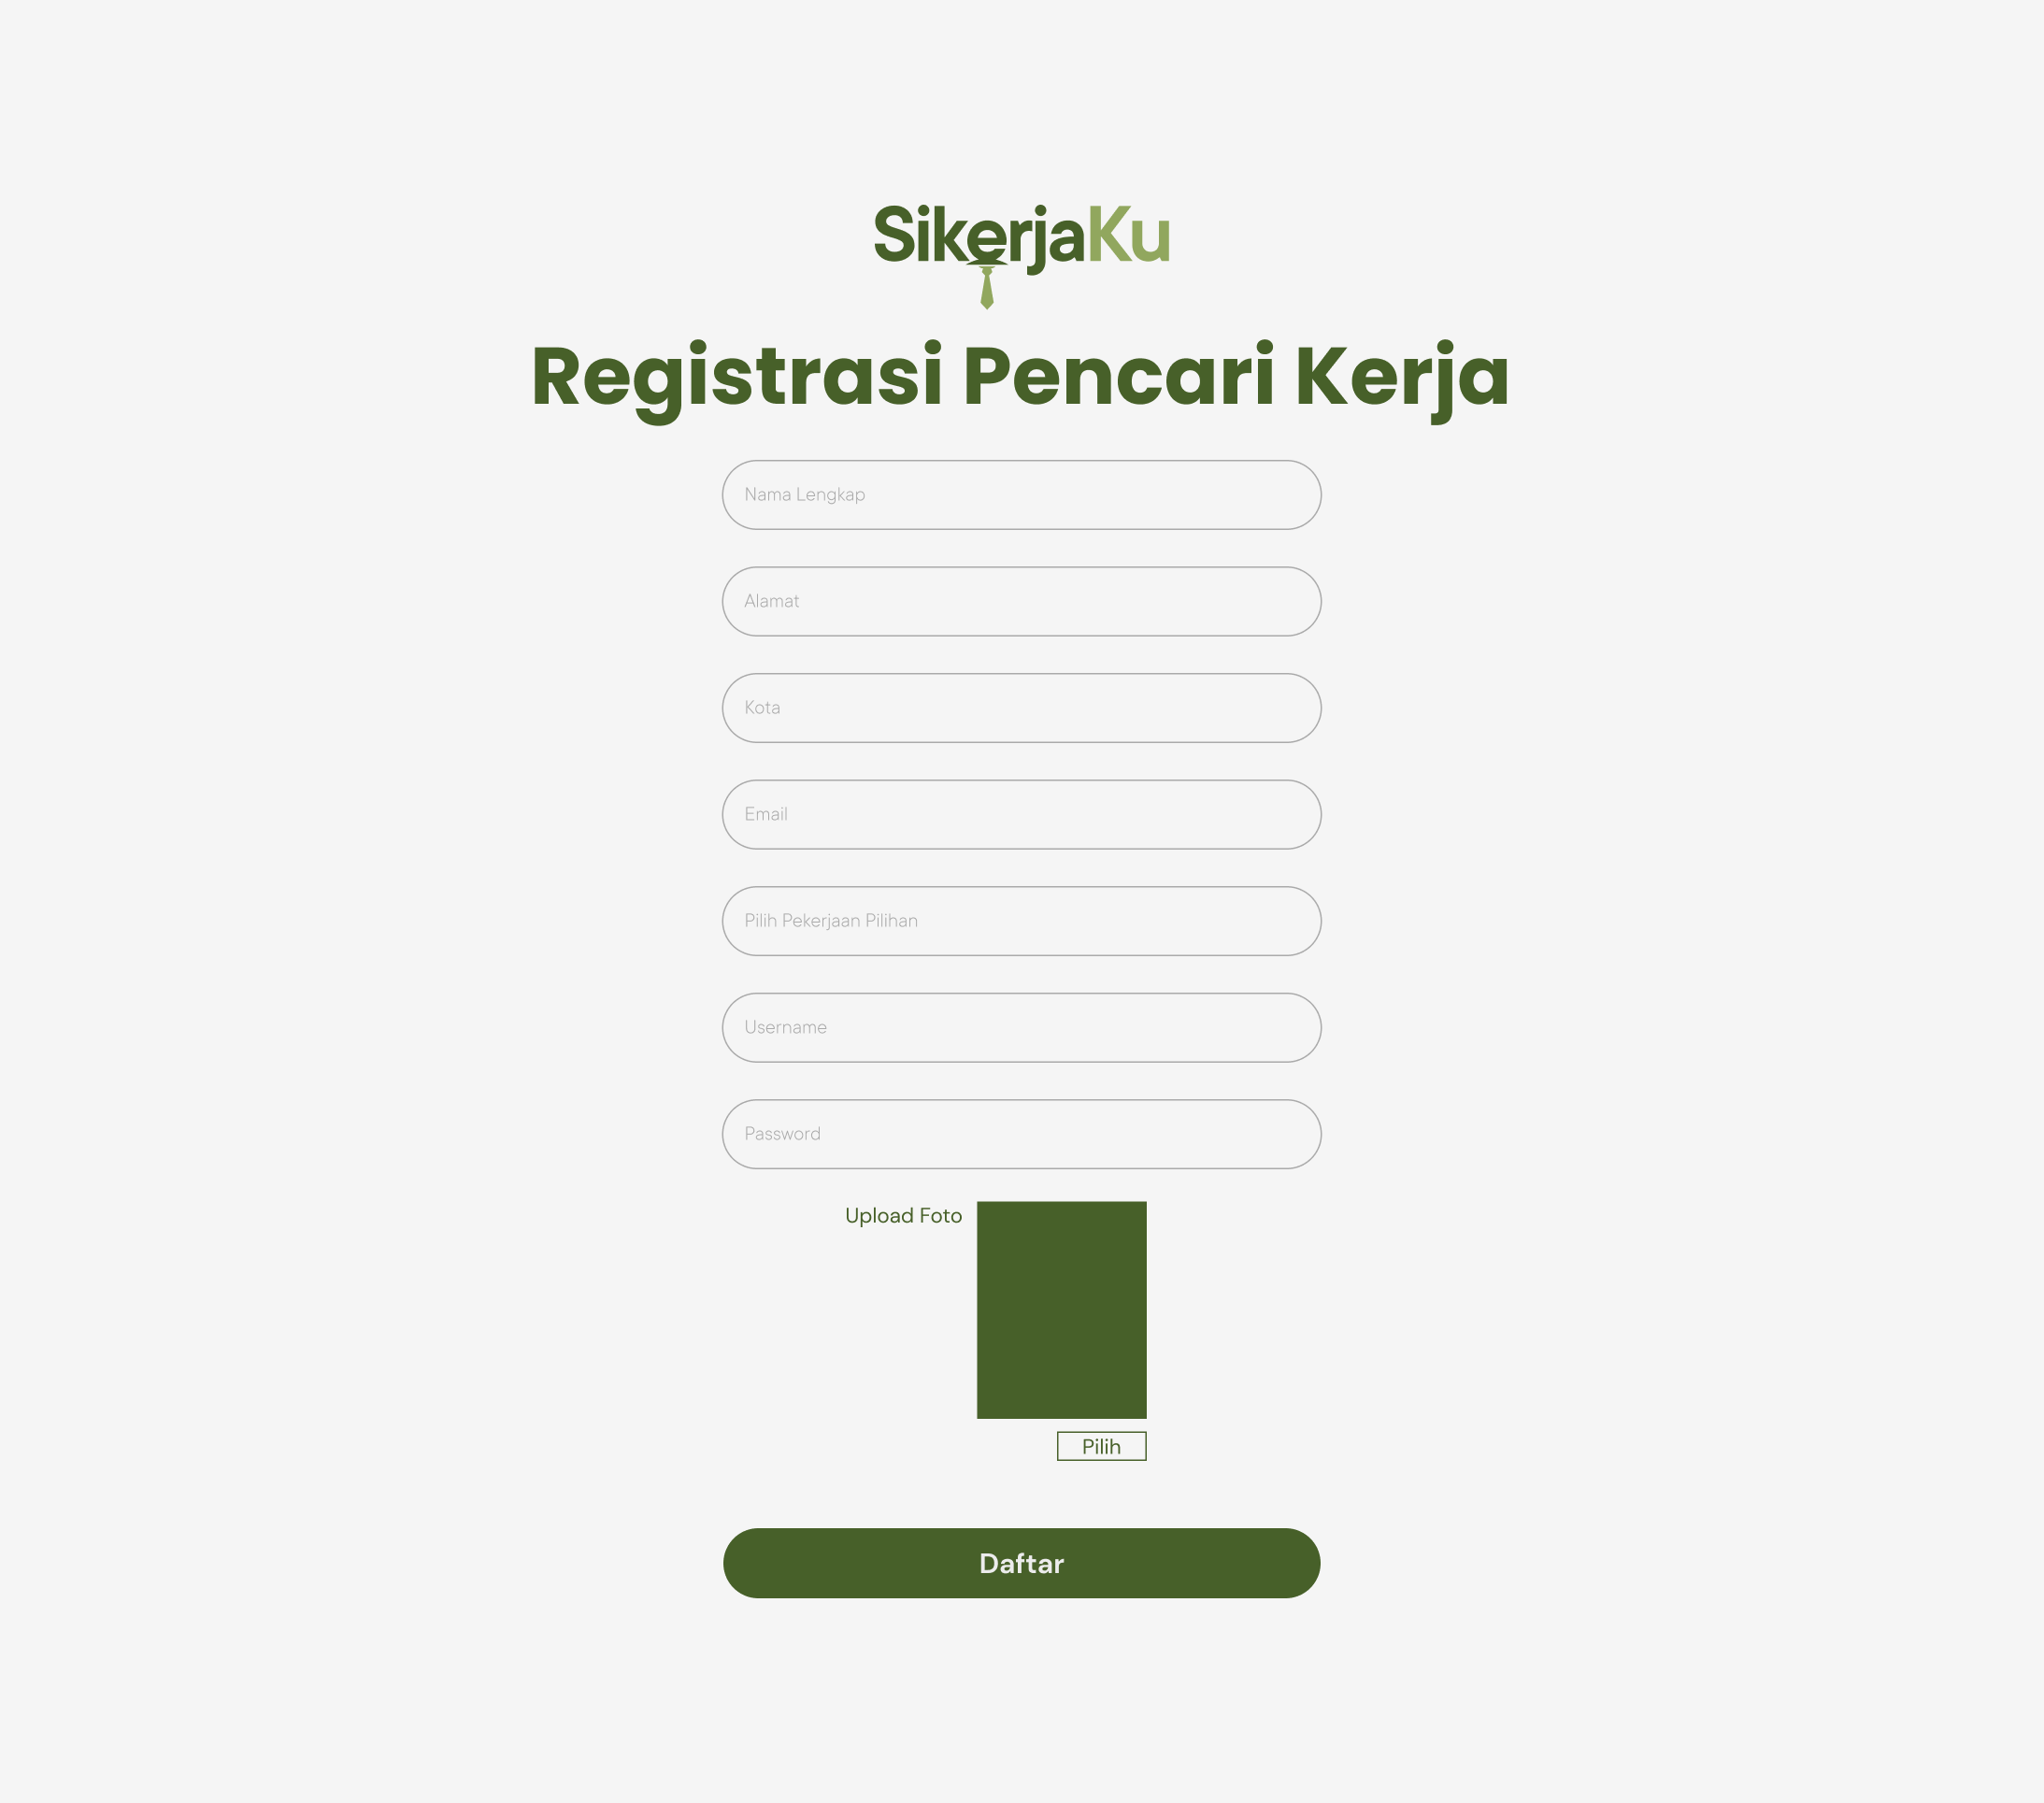 SikerjaKu
Registrasi Pencari Kerja
Nama Lengkap
Alamat
Kota
Email
Pilih Pekerjaan Pilihan
Username
Password
Upload Foto
Pilih
Daftar